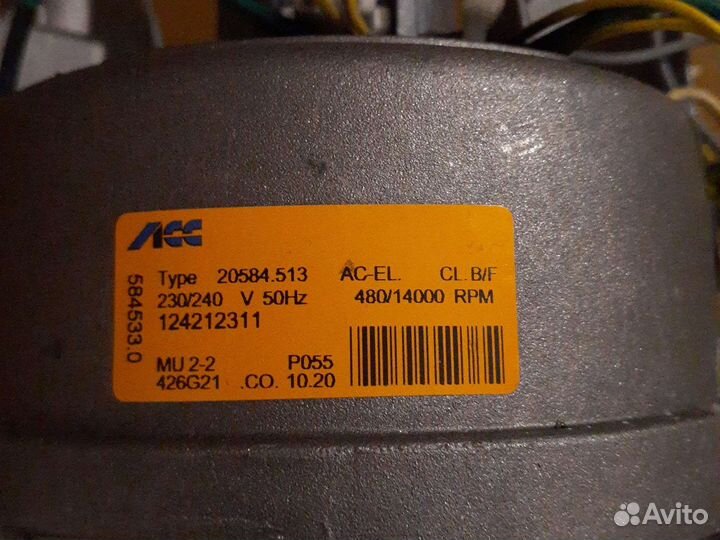 ACC
Type 20584.513 AC-EL. CL.B/F
230/240 V 50Hz 480/14000 RPM
124212311
MU 2-2 P055
426G21 .CO. 10.20
584533.0
Avito